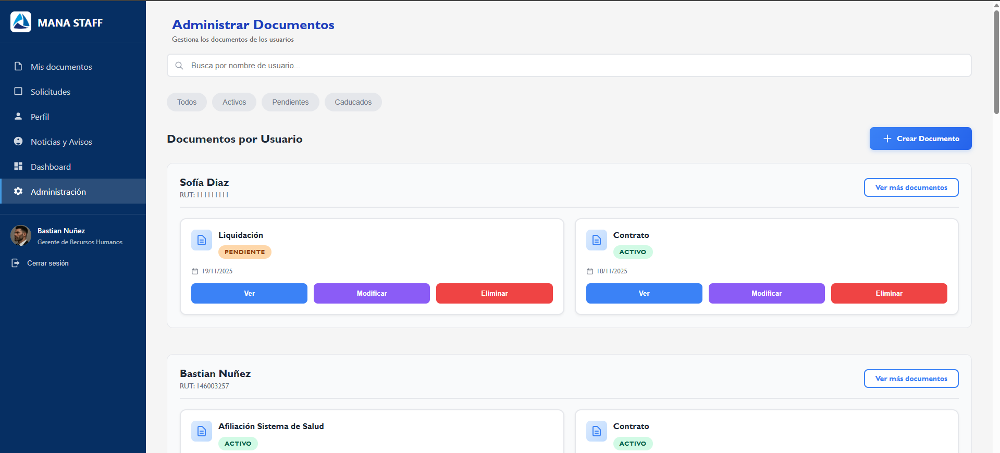 MANA STAFF
Mis documentos
Solicitudes
Perfil
Noticias y Avisos
Dashboard
Administración
Bastian Nuñez
Gerente de Recursos Humanos
Cerrar sesión
Administrar Documentos
Gestiona los documentos de los usuarios
Busca por nombre de usuario...
Todos Activos Pendientes Caducados
Documentos por Usuario
Crear Documento
Sofía Diaz
RUT: 111111111
Ver más documentos
Liquidación
PENDIENTE
19/11/2025
Ver Modificar Eliminar
Contrato
ACTIVO
18/11/2025
Ver Modificar Eliminar
Bastian Nuñez
RUT: 146003257
Ver más documentos
Afiliación Sistema de Salud
ACTIVO
Contrato
ACTIVO